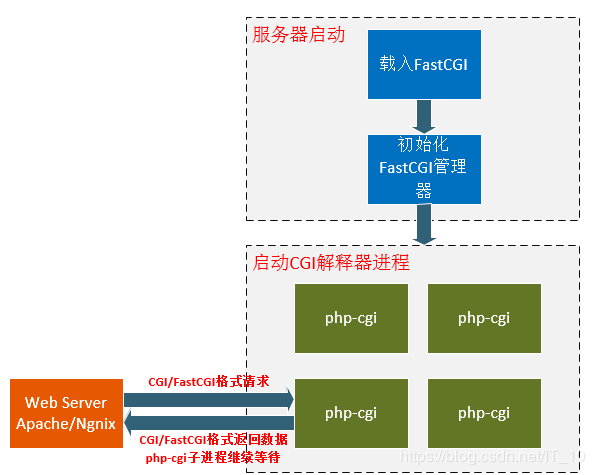 服务器启动
载入FastCGI
初始化
FastCGI管理
器
启动CGI解释器进程
php-cgi
php-cgi
CGI/FastCGI格式请求
Web Server
Apache/Ngnix
php-cgi
php-cgi
CGI/FastCGI格式返回数据
php-cgi子进程继续等待
https://blog.csdn.net/IT_10